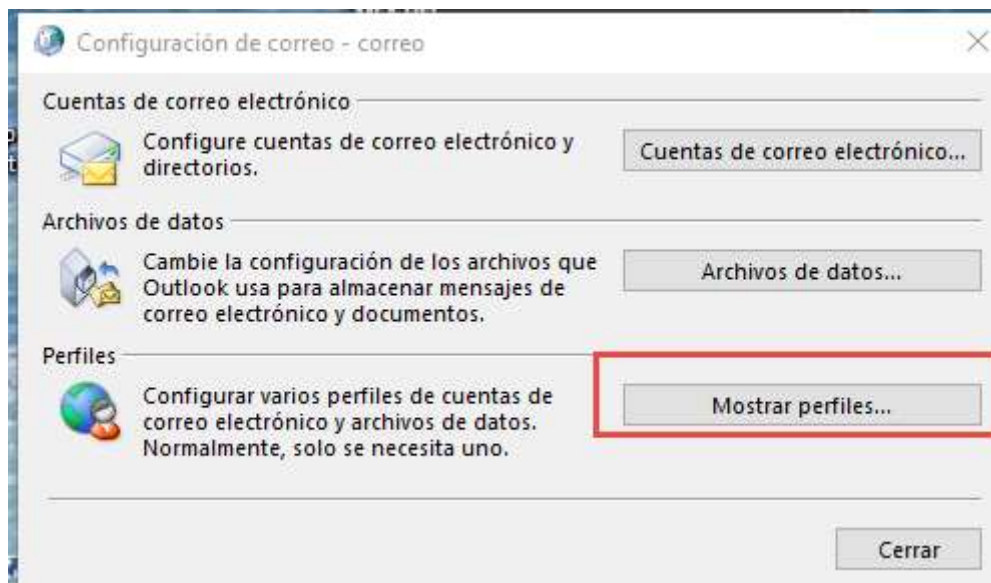 Configuración de correo - correo
Cuentas de correo electrónico
Configure cuentas de correo electrónico y
directorios.
Cuentas de correo electrónico...
Archivos de datos
Cambie la configuración de los archivos que
Outlook usa para almacenar mensajes de
correo electrónico y documentos.
Archivos de datos...
Perfiles
Configurar varios perfiles de cuentas de
correo electrónico y archivos de datos.
Normalmente, solo se necesita uno.
Mostrar perfiles...
Cerrar